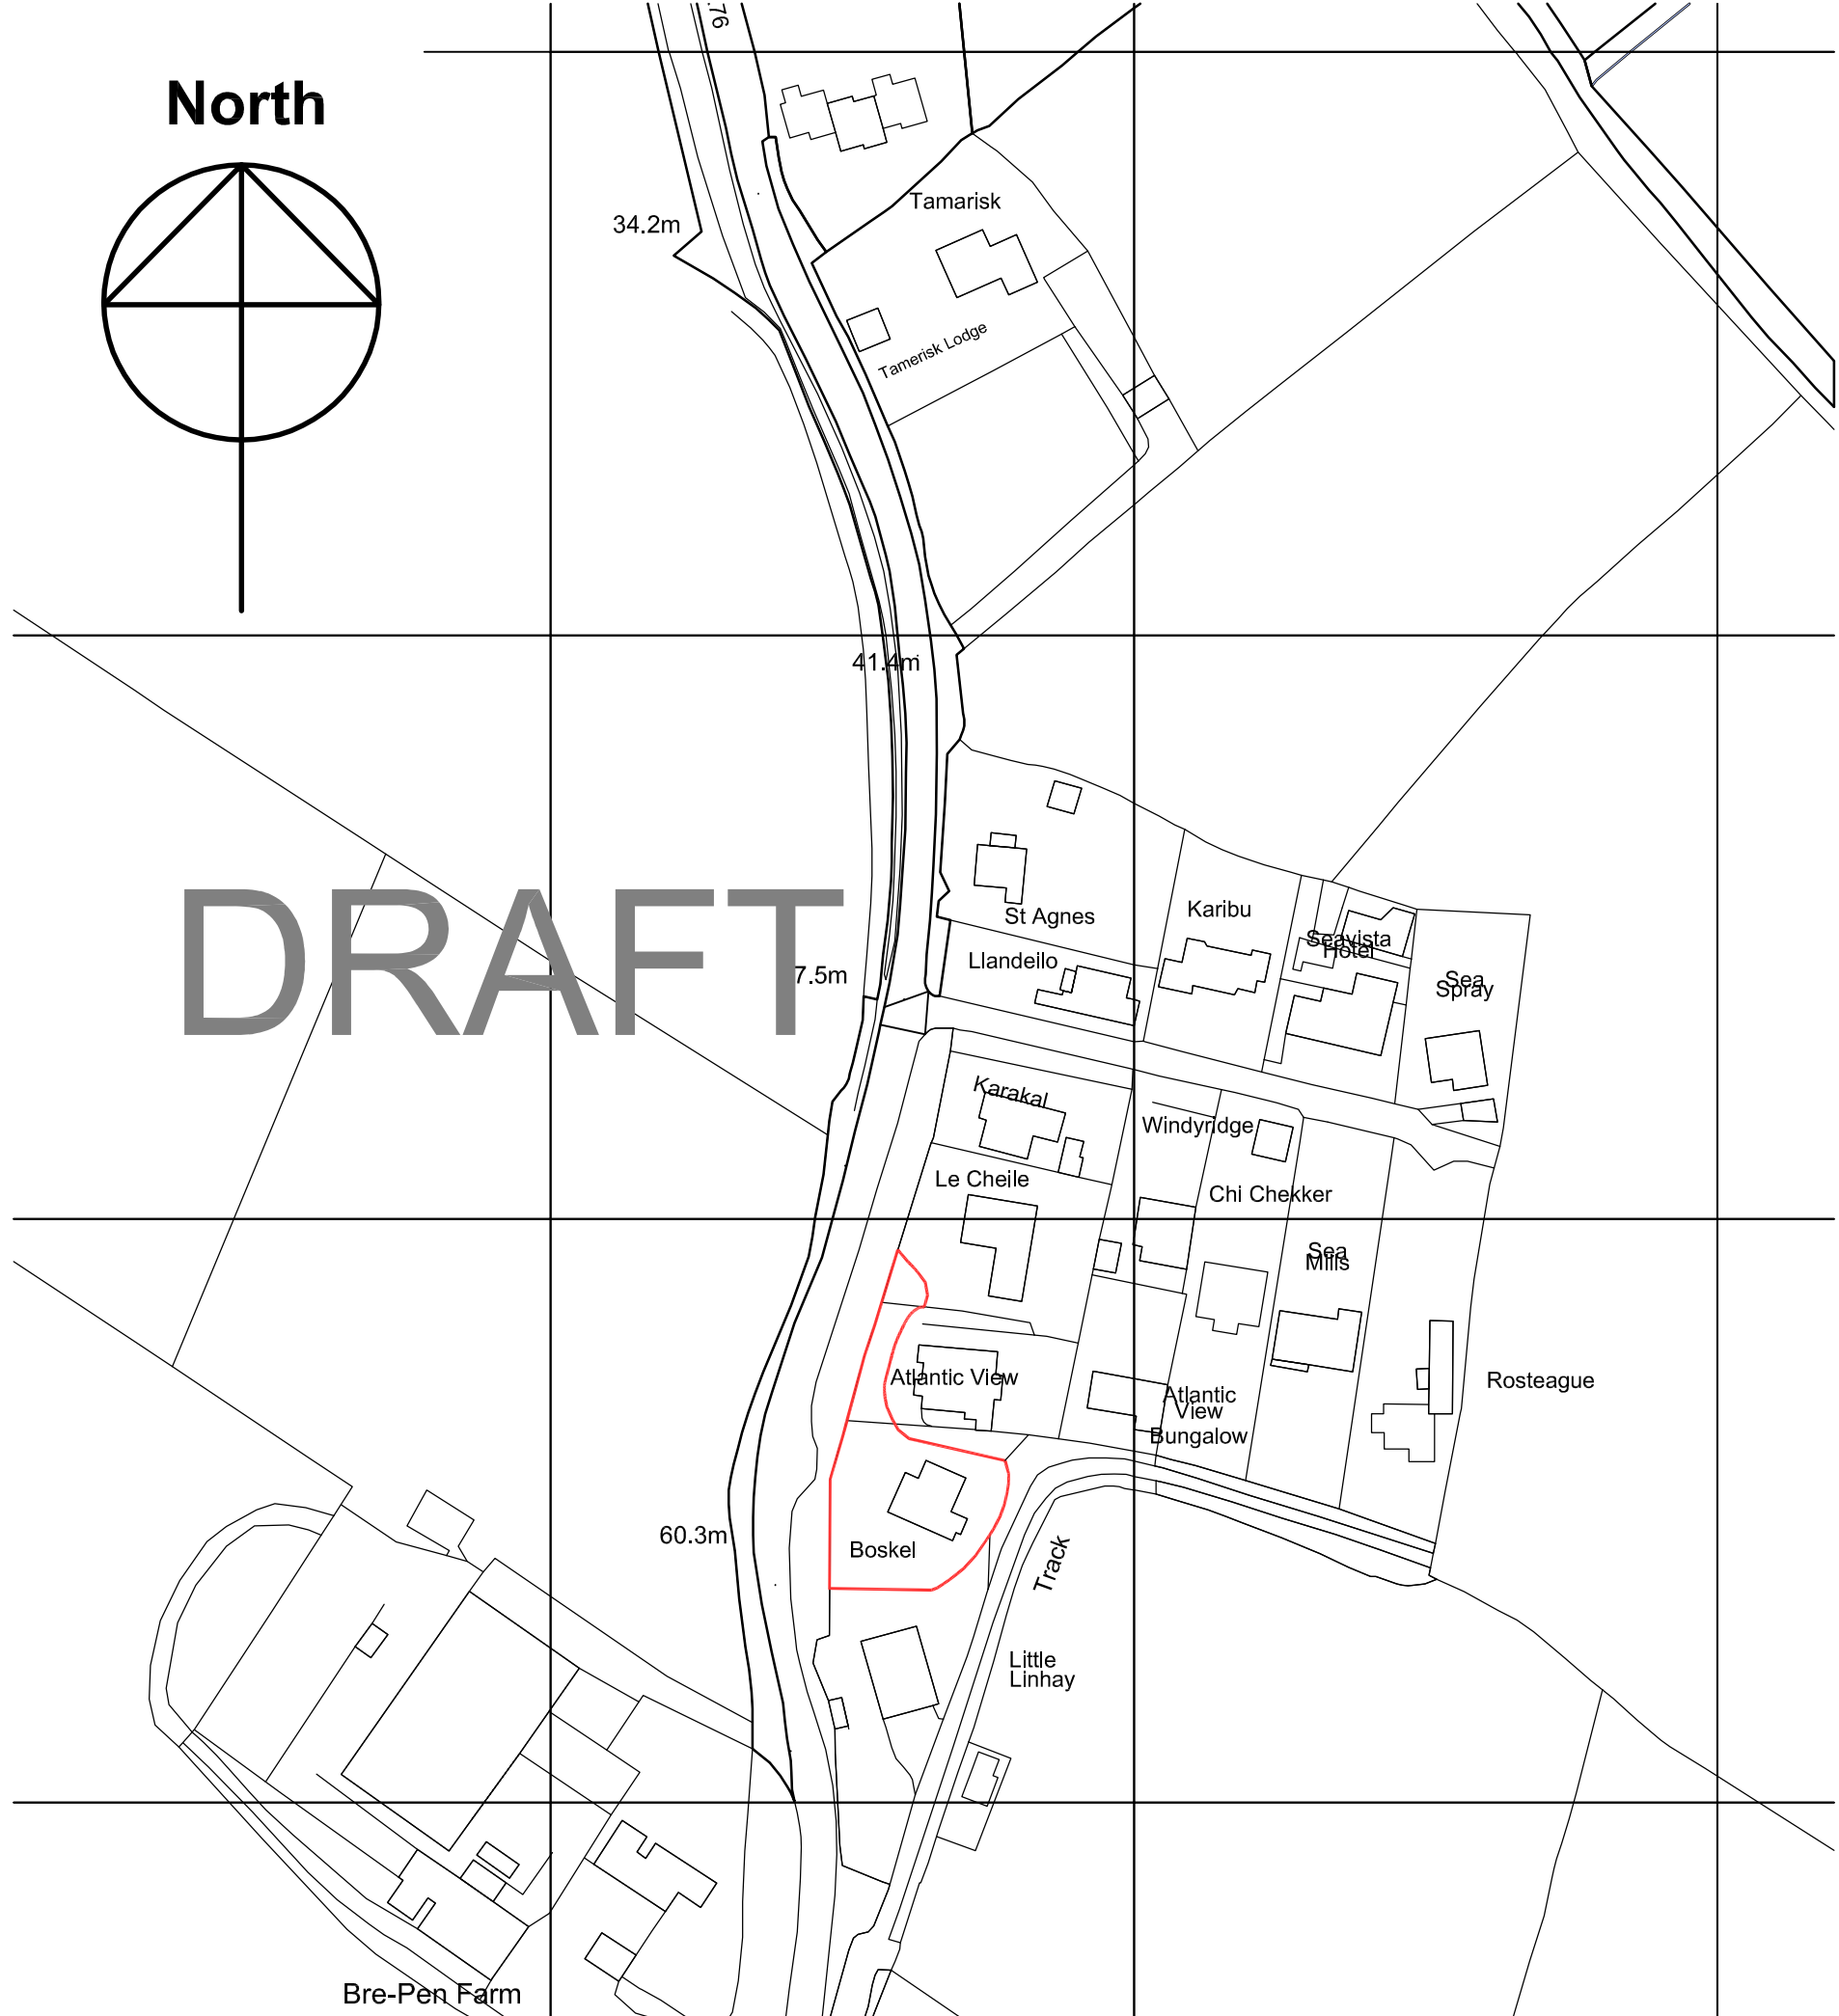 .76
North
Tamarisk
34.2m
Tamerisk Lodge
41.4m
DRAFT
St Agnes
Karibu
Seavista
Hotel
Llandeilo
7.5m
Sea
Spray
Karakal
Windyridge
Le Cheile
Chi Chekker
Sea
Mills
Atlantic View
Rosteague
Atlantic
View
Bungalow
60.3m
Boskel
Track
Little
Linhay
Bre-Pen Farm